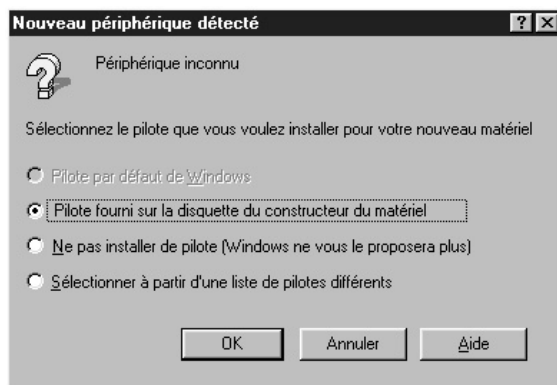 Nouveau périphérique détecté
Périphérique inconnu
Sélectionnez le pilote que vous voulez installer pour votre nouveau matériel
Pilote par défaut de Windows
Pilote fourni sur la disquette du constructeur du matériel
Ne pas installer de pilote (Windows ne vous le proposera plus)
Sélectionner à partir d'une liste de pilotes différents
OK Annuler Aide